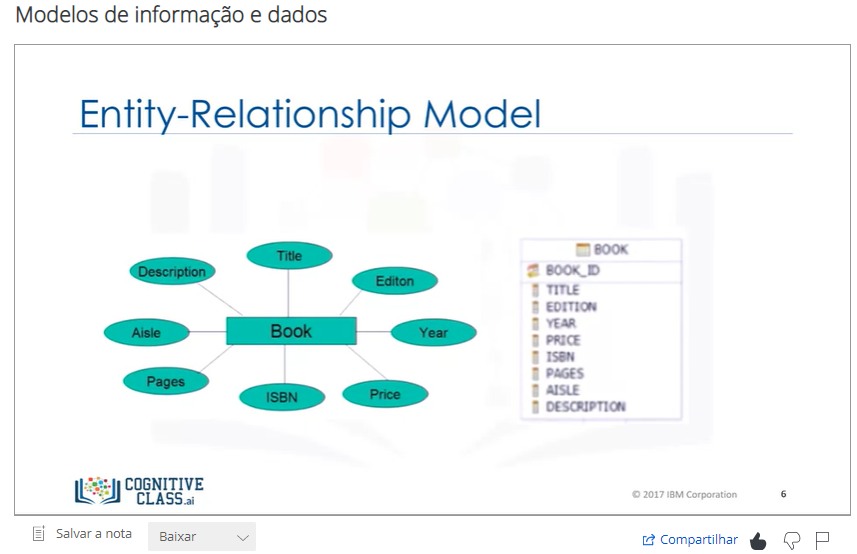 Modelos de informação e dados
Entity-Relationship Model
Title
Description
Editon
Aisle
Book
Year
Pages
ISBN
Price
BOOK
BOOK_ID
TITLE
EDITION
YEAR
PRICE
ISBN
PAGES
AISLE
DESCRIPTION
COGNITIVE
CLASS.ai
© 2017 IBM Corporation
6
Salvar a nota
Baixar
Compartilhar